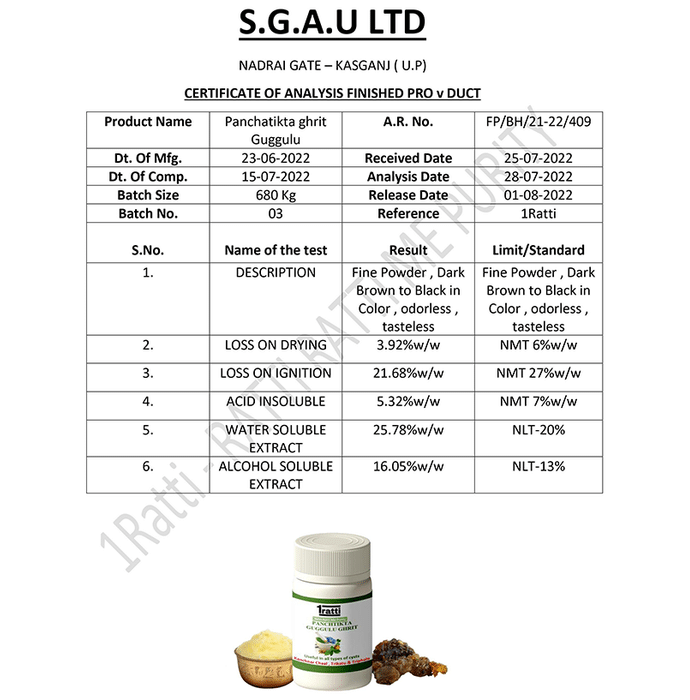 S.G.A.U LTD
NADRAI GATE – KASGANJ ( U.P)
CERTIFICATE OF ANALYSIS FINISHED PRO v DUCT
Product Name Panchatikta ghrit A.R. No. FP/BH/21-22/409
Guggulu
Dt. Of Mfg. 23-06-2022 Received Date 25-07-2022
Dt. Of Comp. 15-07-2022 Analysis Date 28-07-2022
Batch Size 680 Kg Release Date 01-08-2022
Batch No. 03 Reference 1Ratti
S.No. Name of the test Result Limit/Standard
1. DESCRIPTION Fine Powder , Dark Fine Powder , Dark
Brown to Black in Brown to Black in
Color , odorless , Color , odorless ,
tasteless tasteless
2. LOSS ON DRYING 3.92%w/w NMT 6%w/w
3. LOSS ON IGNITION 21.68%w/w NMT 27%w/w
4. ACID INSOLUBLE 5.32%w/w NMT 7%w/w
5. WATER SOLUBLE 25.78%w/w NLT-20%
EXTRACT
6. ALCOHOL SOLUBLE 16.05%w/w NLT-13%
EXTRACT
1Ratti - RATTI RATTI ME PURITY
1ratti
PANCHTIKTA
GUGGULU GHRIT
Useful in all types of